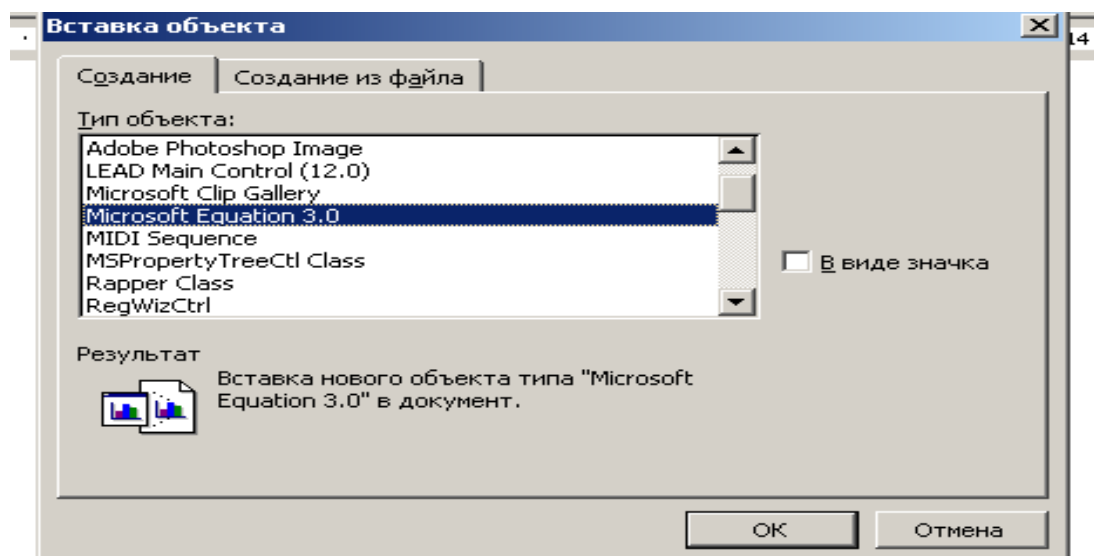 Вставка объекта
14
Создание
Создание из файла
Тип объекта:
Adobe Photoshop Image
LEAD Main Control (12.0)
Microsoft Clip Gallery
Microsoft Equation 3.0
MIDI Sequence
MSPropertyTreeCtl Class
Rapper Class
RegWizCtrl
В виде значка
Результат
Вставка нового объекта типа "Microsoft
Equation 3.0" в документ.
ОК
Отмена